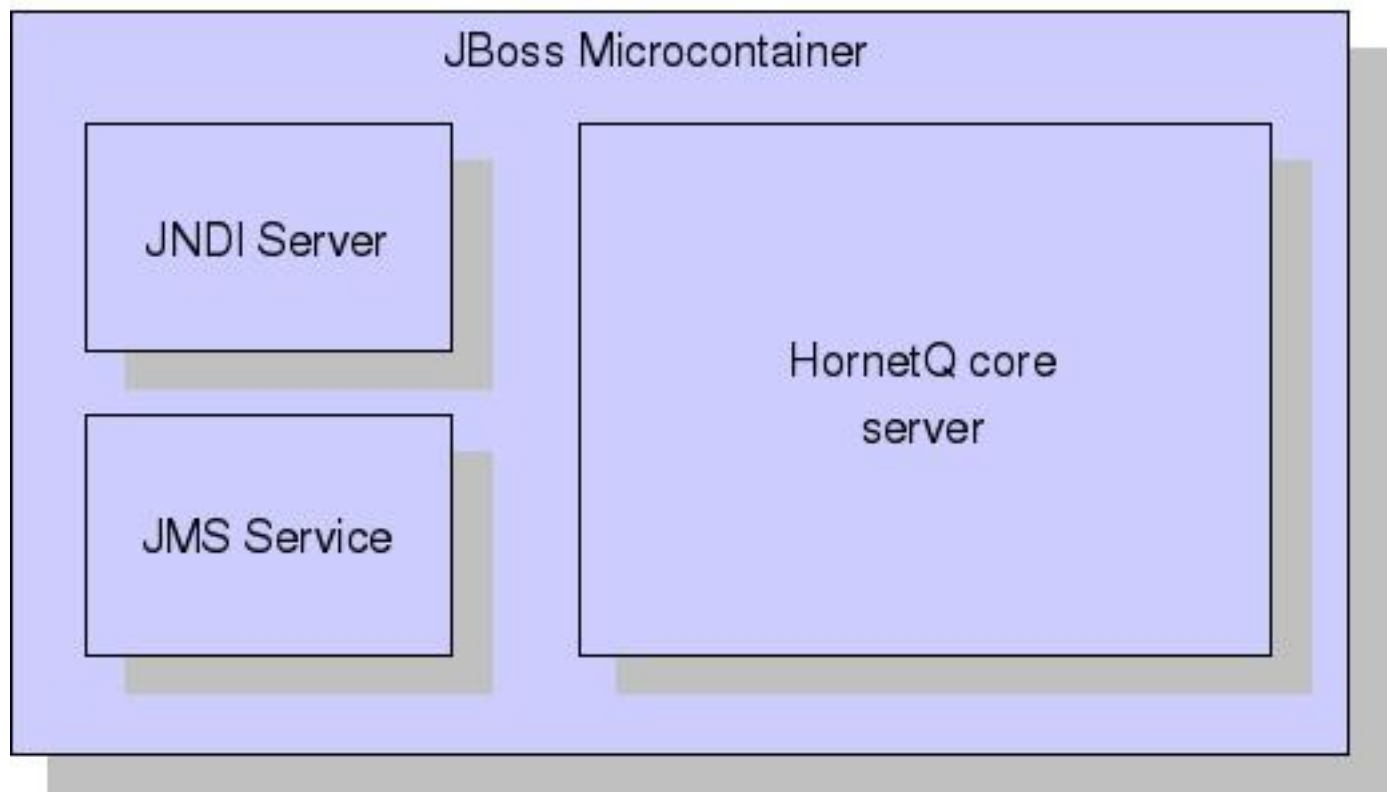 JBoss Microcontainer
JNDI Server
JMS Service
HornetQ core
server